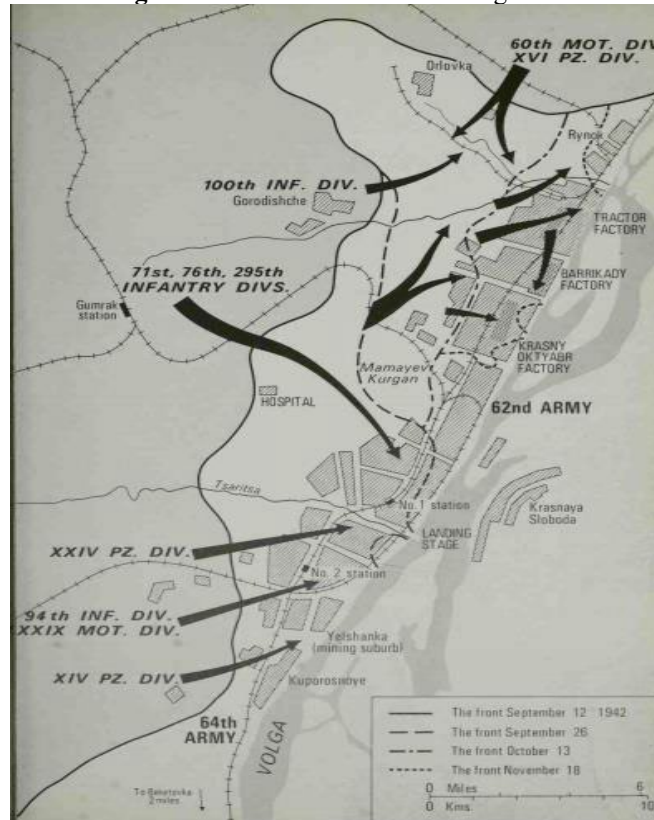 60th MOT. DIV.
XVI PZ. DIV.
Orlovka
Rynok
100th INF. DIV.
Gorodishche
TRACTOR
FACTORY
71st, 76th, 295th
INFANTRY DIVS.
BARRIKADY
FACTORY
Gumrak
station
KRASNY
OKTYABR
FACTORY
Mamayev
Kurgan
HOSPITAL
62nd ARMY
Tsaritsa
No. 1 station
Krasnaya
Sloboda
LANDING
STAGE
XXIV PZ. DIV.
No. 2 station
94th INF. DIV.
XXIX MOT. DIV.
Yelshanka
(mining suburb)
XIV PZ. DIV.
Kuporosnoye
64th
ARMY
VOLGA
The front September 12 1942
The front September 26
The front October 13
The front November 18
To Beketovka
2 miles
0 Miles 6
0 Kms. 10